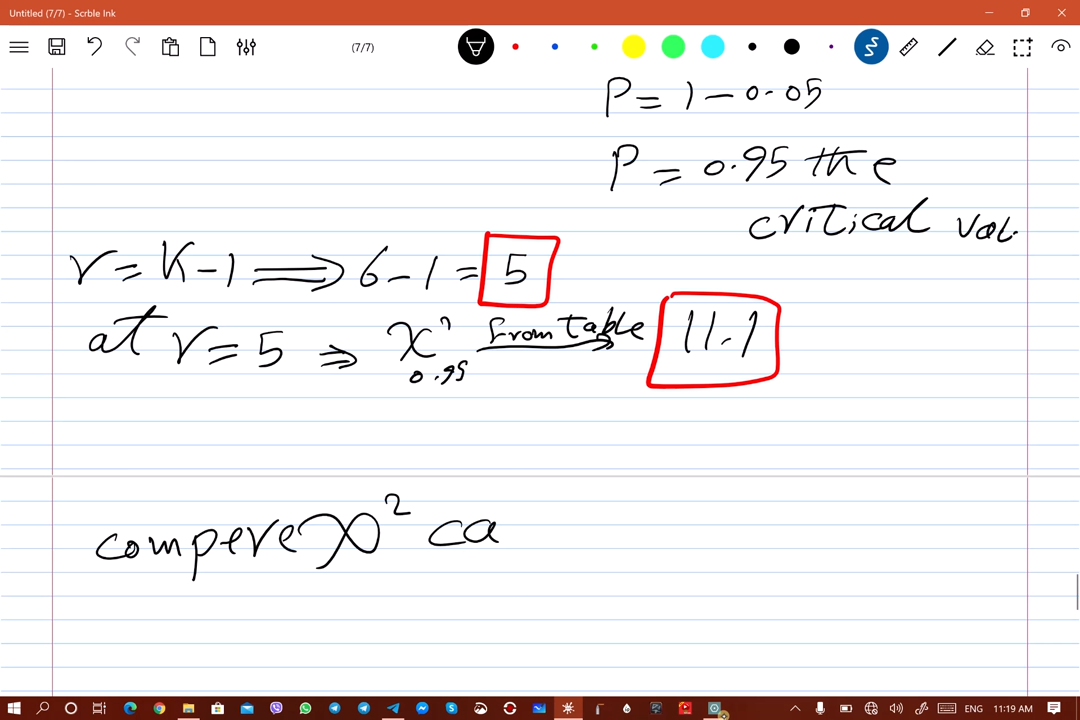 Untitled (7/7) - Scrble Ink
(7/7)
P = 1 - 0.05
P = 0.95 the
critical val.
r = K - 1 ⟹ 6 - 1 = 5
at r = 5 ⇒ χ²0.95 from table 11.1
compere χ² ca
ENG 11:19 AM